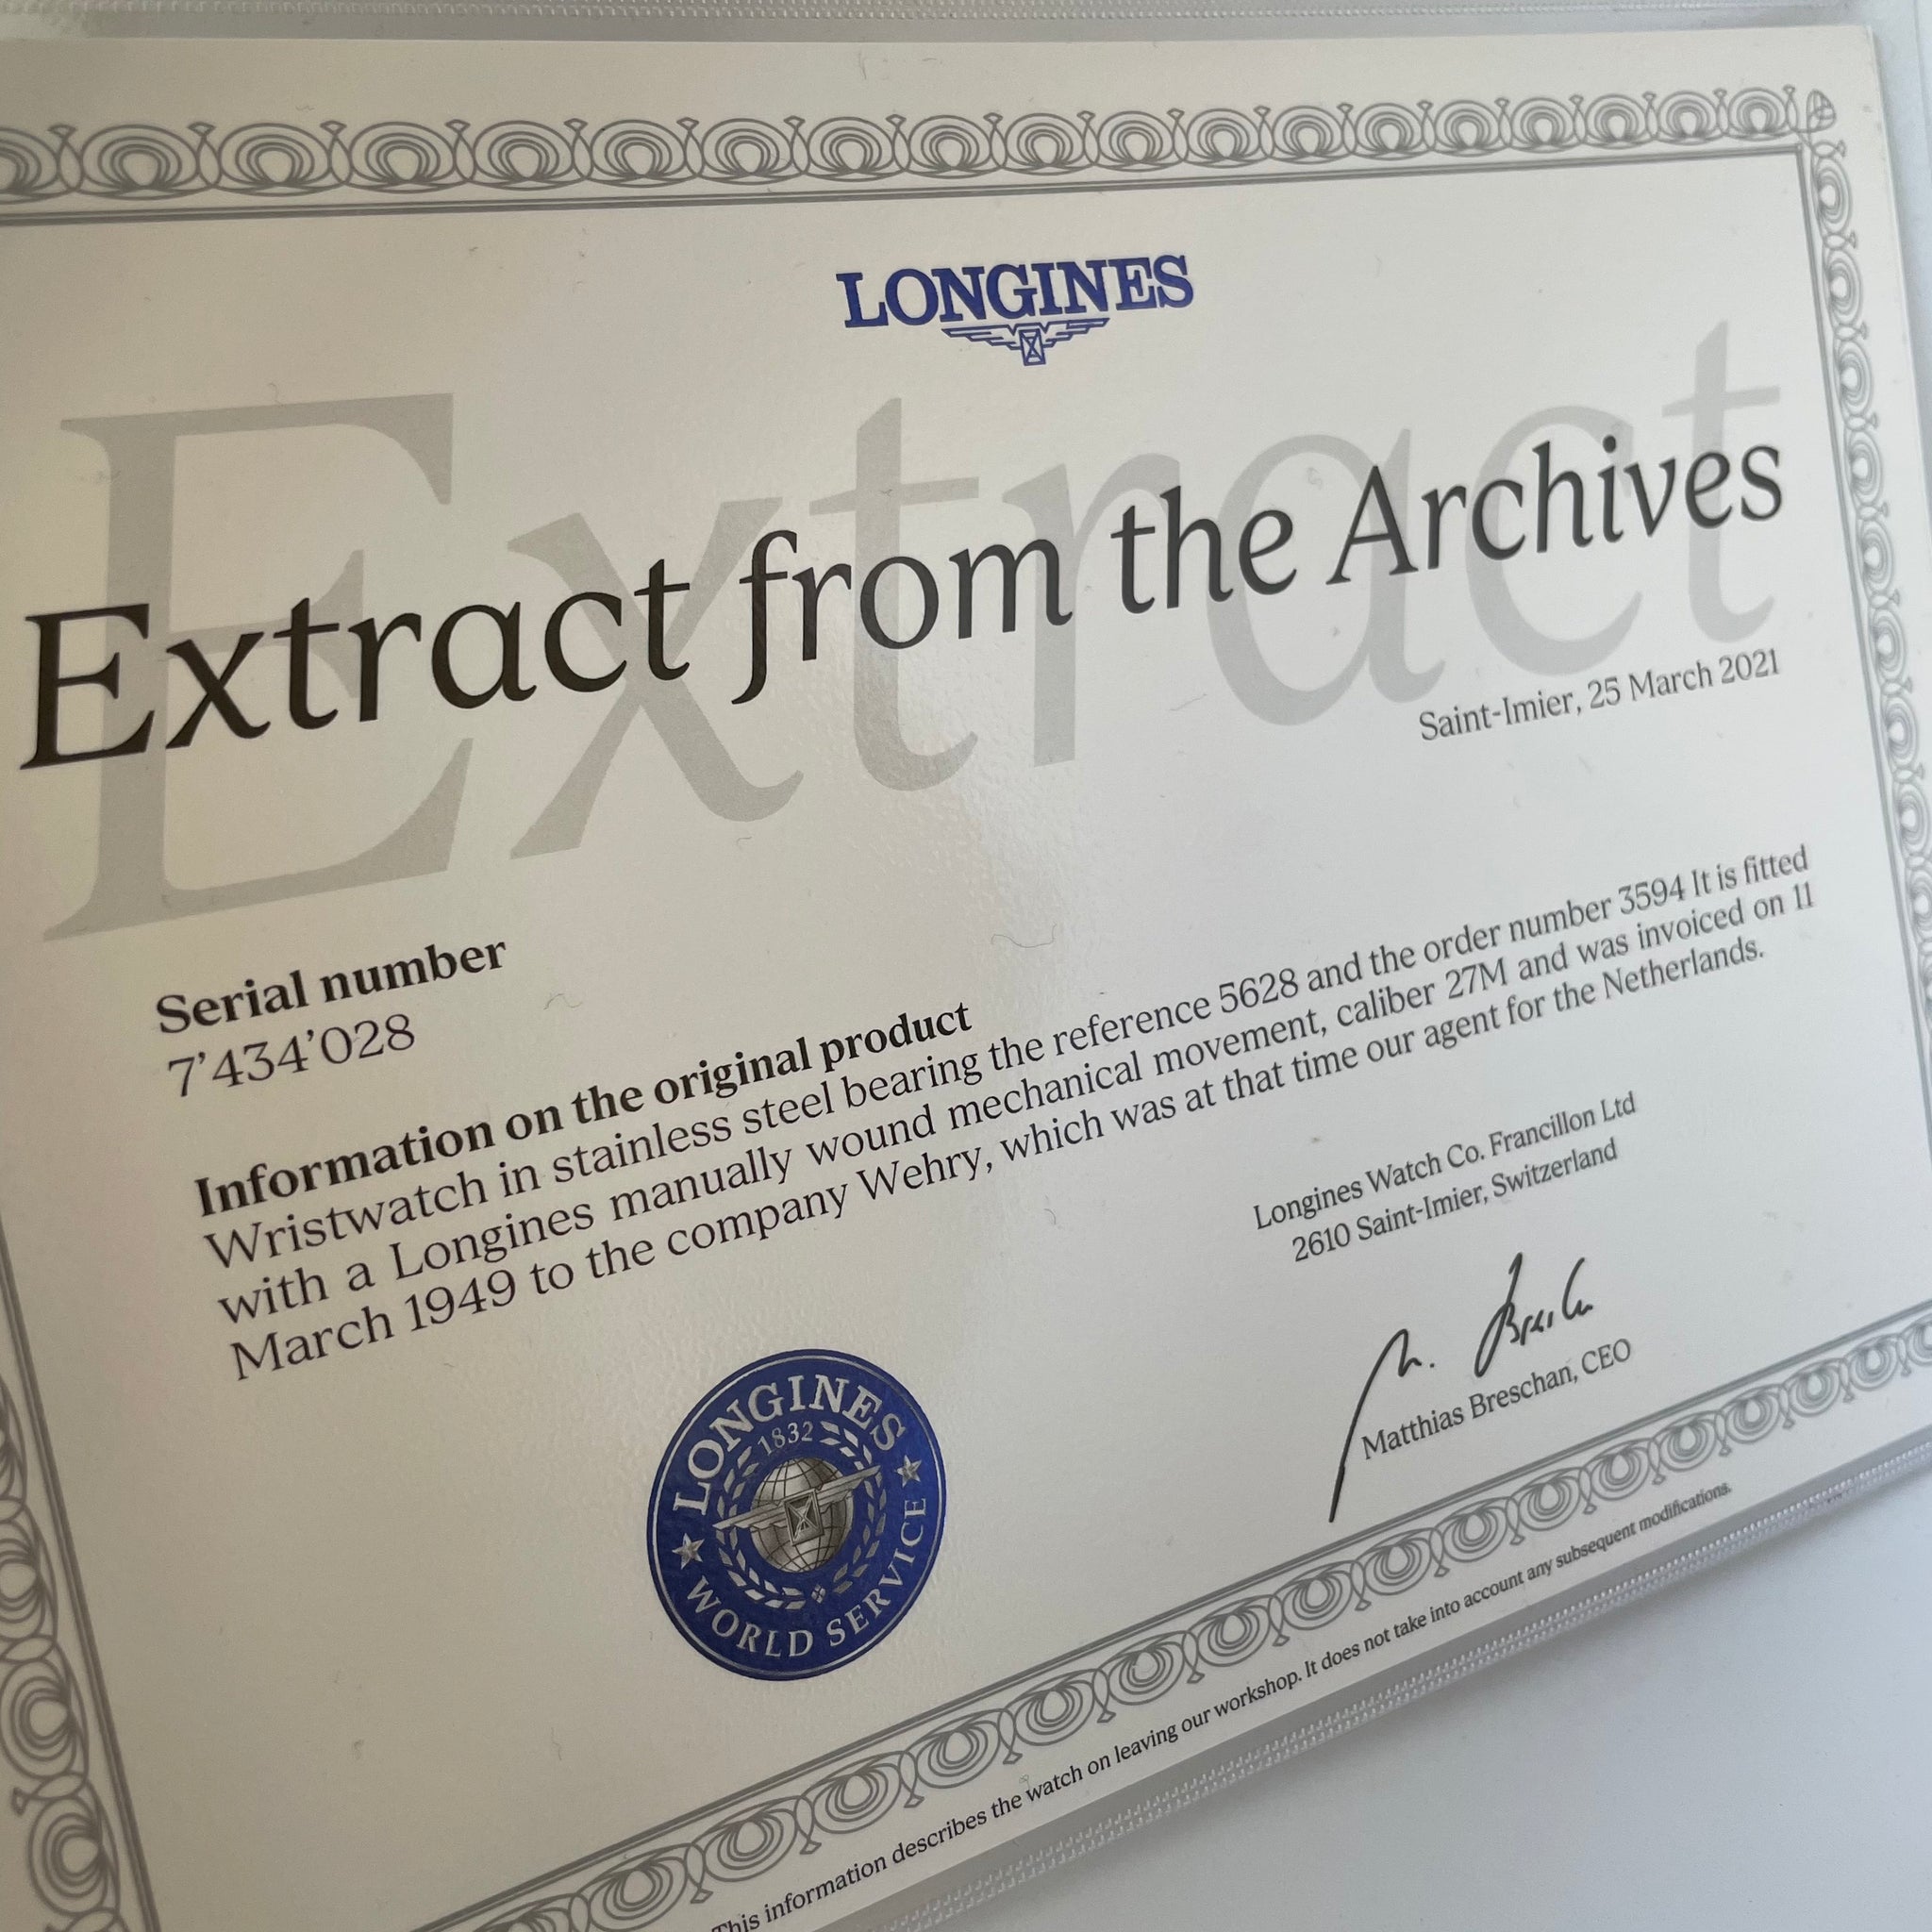 LONGINES
Extract
Extract from the Archives
Saint-Imier, 25 March 2021
Serial number
7'434'028
Information on the original product
Wristwatch in stainless steel bearing the reference 5628 and the order number 3594 It is fitted
with a Longines manually wound mechanical movement, caliber 27M and was invoiced on 11
March 1949 to the company Wehry, which was at that time our agent for the Netherlands.
Longines Watch Co. Francillon Ltd
2610 Saint-Imier, Switzerland
M. Breschan
Matthias Breschan, CEO
LONGINES
1832
WORLD SERVICE
This information describes the watch on leaving our workshop. It does not take into account any subsequent modifications.